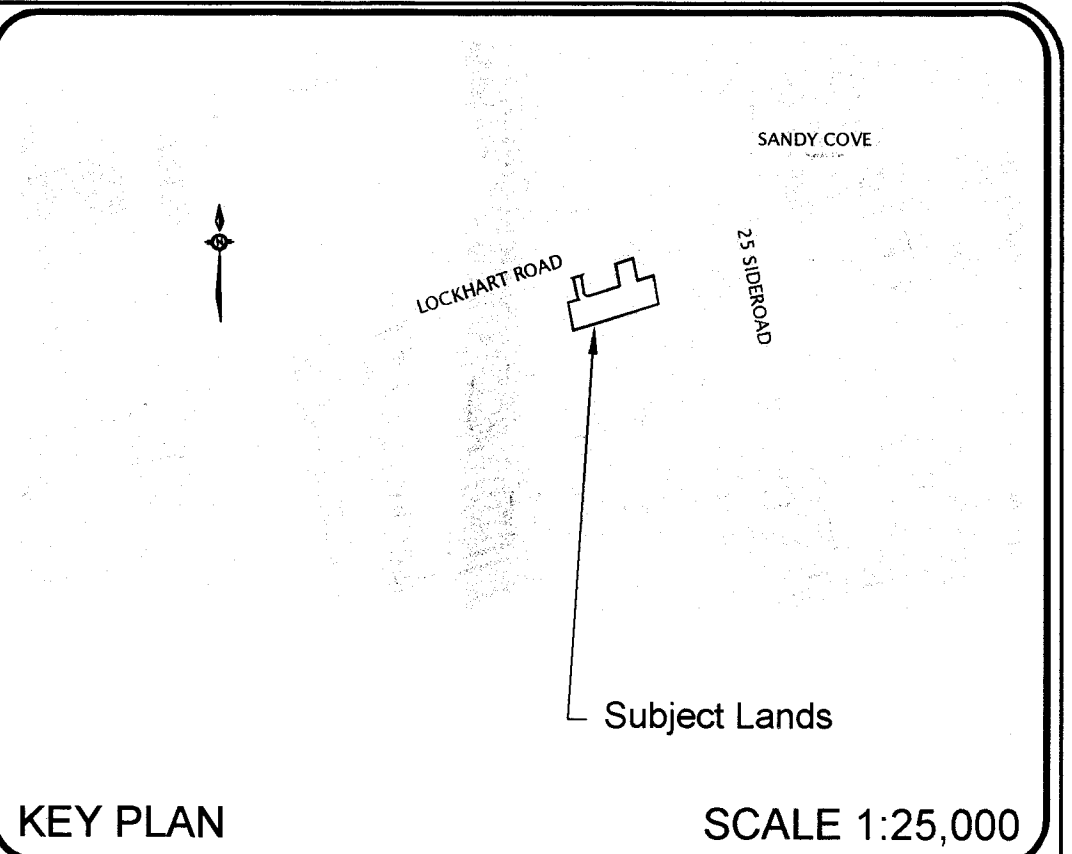 SANDY COVE
25 SIDEROAD
LOCKHART ROAD
N
Subject Lands
KEY PLAN
SCALE 1:25,000